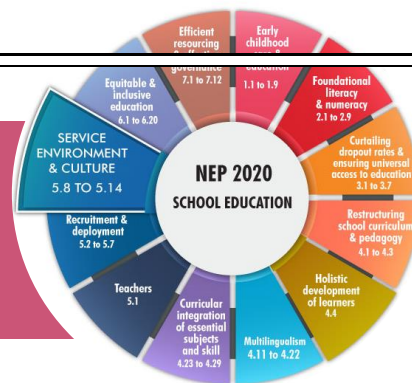 Efficient
resourcing
governance
7.1 to 7.12
Early
childhood
education
1.1 to 1.9
Foundational
literacy
& numeracy
2.1 to 2.9
Curtailing
dropout rates &
ensuring universal
access to education
3.1 to 3.7
Restructuring
school curriculum
& pedagogy
4.1 to 4.3
Holistic
development
of learners
4.4
Multilingualism
4.11 to 4.22
Curricular
integration
of essential
subjects
and skill
4.23 to 4.29
Teachers
5.1
Recruitment &
deployment
5.2 to 5.7
SERVICE
ENVIRONMENT
& CULTURE
5.8 TO 5.14
Equitable &
inclusive
education
6.1 to 6.20
NEP 2020
SCHOOL EDUCATION